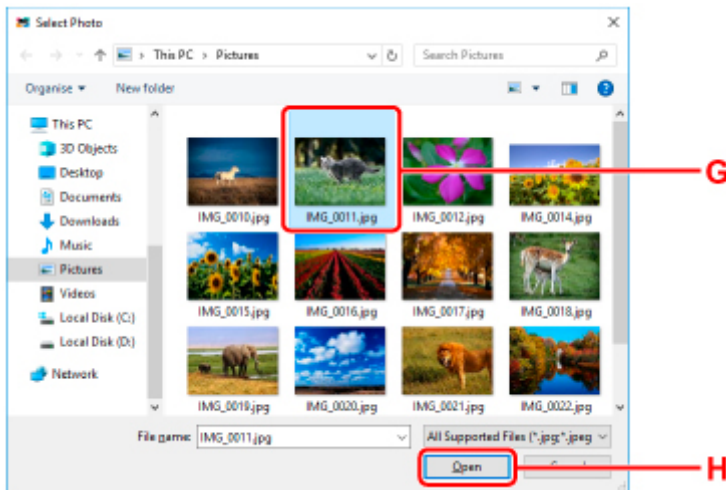 Select Photo
This PC > Pictures
Search Pictures
Organise
New folder
This PC
3D Objects
Desktop
Documents
Downloads
Music
Pictures
Videos
Local Disk (C:)
Local Disk (D:)
Network
IMG_0010.jpg
IMG_0011.jpg
IMG_0012.jpg
IMG_0014.jpg
G
IMG_0015.jpg
IMG_0016.jpg
IMG_0017.jpg
IMG_0018.jpg
IMG_0019.jpg
IMG_0020.jpg
IMG_0021.jpg
IMG_0022.jpg
File name: IMG_0011.jpg
All Supported Files (*.jpg;*.jpeg
Open
H